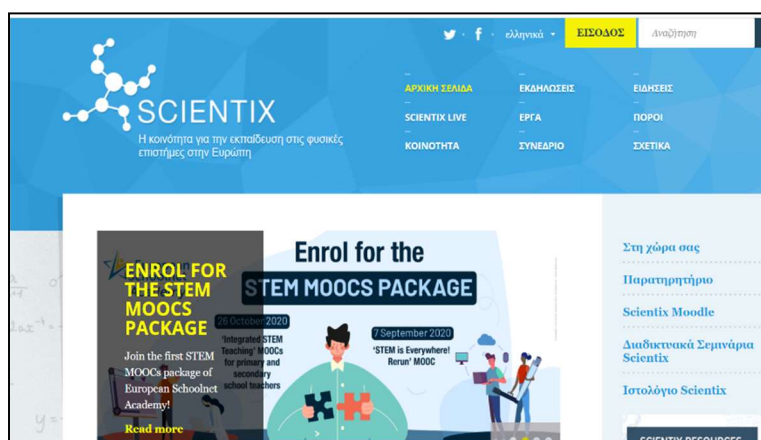 ελληνικά
ΕΙΣΟΔΟΣ
Αναζήτηση
SCIENTIX
Η κοινότητα για την εκπαίδευση στις φυσικές
επιστήμες στην Ευρώπη
ΑΡΧΙΚΗ ΣΕΛΙΔΑ
ΕΚΔΗΛΩΣΕΙΣ
ΕΙΔΗΣΕΙΣ
SCIENTIX LIVE
ΕΡΓΑ
ΠΟΡΟΙ
ΚΟΙΝΟΤΗΤΑ
ΣΥΝΕΔΡΙΟ
ΣΧΕΤΙΚΑ
ENROL FOR
THE STEM
MOOCS
PACKAGE
Join the first STEM
MOOCs package of
European Schoolnet
Academy!
Read more
Enrol for the
STEM MOOCS PACKAGE
26 October 2020
'Integrated STEM
Teaching' MOOCs
for primary and
secondary
school teachers
7 September 2020
'STEM is Everywhere!
Rerun' MOOC
Στη χώρα σας
Παρατηρητήριο
Scientix Moodle
Διαδικτυακά Σεμινάρια
Scientix
Ιστολόγιο Scientix
SCIENTIX RESOURCES